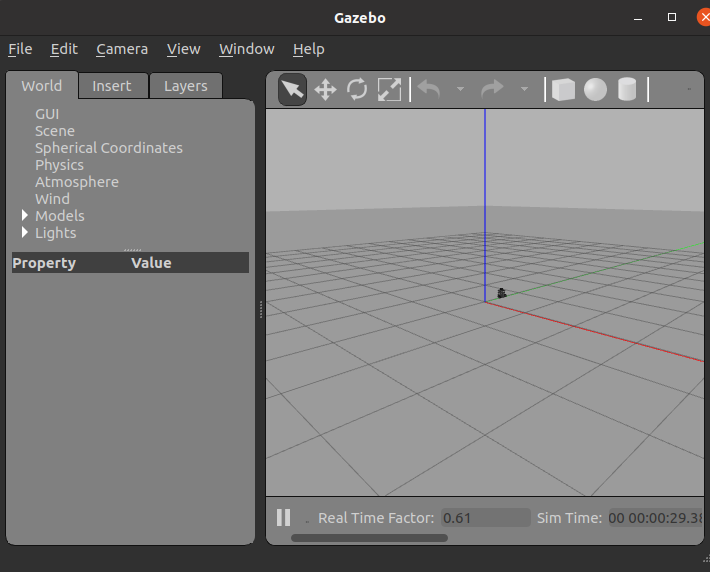 Gazebo
File Edit Camera View Window Help
World Insert Layers
GUI
Scene
Spherical Coordinates
Physics
Atmosphere
Wind
Models
Lights
Property Value
Real Time Factor: 0.61 Sim Time: 00 00:00:29.38